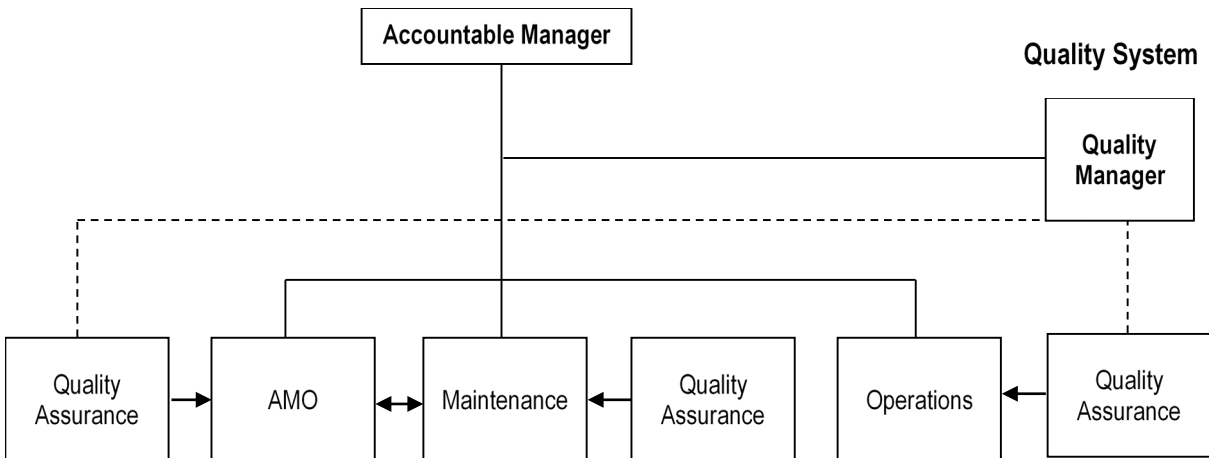 Accountable Manager
Quality System
Quality
Manager
Quality
Assurance
AMO
Maintenance
Quality
Assurance
Operations
Quality
Assurance